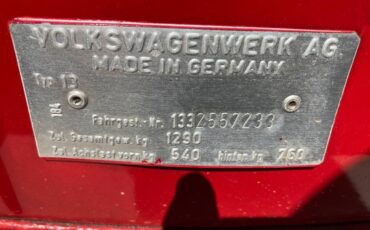 VOLKSWAGENWERK AG
MADE IN GERMANY
Typ 13
184
Fahrgest.-Nr. 1332557233
Zul. Gesamtgew. kg 1290
Zul. Achslast vorn kg 540 hinten kg 760